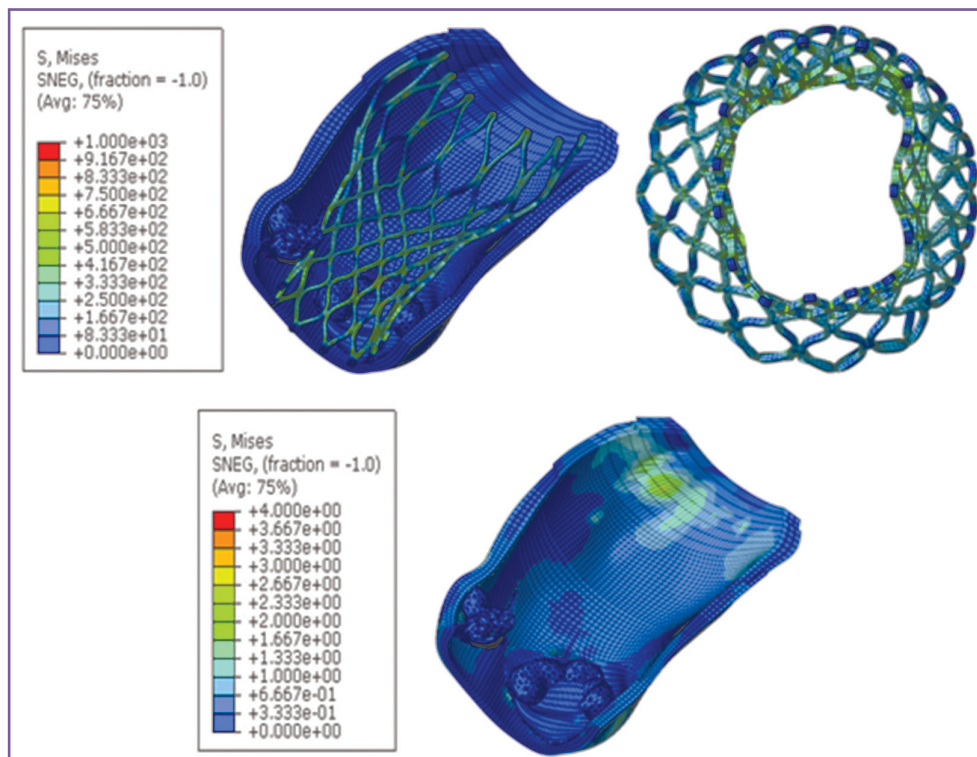 S, Mises
SNEG, (fraction = -1.0)
(Avg: 75%)
+1.000e+03
+9.167e+02
+8.333e+02
+7.500e+02
+6.667e+02
+5.833e+02
+5.000e+02
+4.167e+02
+3.333e+02
+2.500e+02
+1.667e+02
+8.333e+01
+0.000e+00
S, Mises
SNEG, (fraction = -1.0)
(Avg: 75%)
+4.000e+00
+3.667e+00
+3.333e+00
+3.000e+00
+2.667e+00
+2.333e+00
+2.000e+00
+1.667e+00
+1.333e+00
+1.000e+00
+6.667e-01
+3.333e-01
+0.000e+00